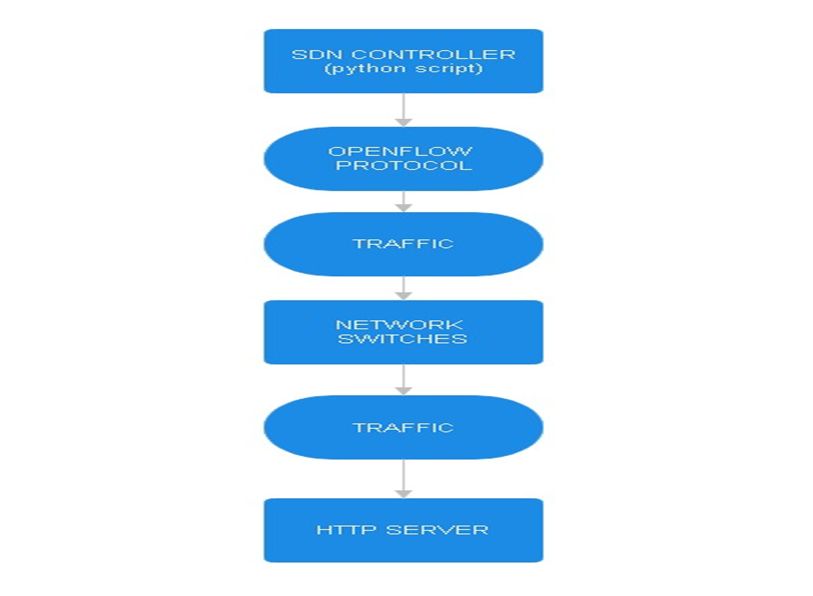 SDN CONTROLLER
(python script)
OPENFLOW
PROTOCOL
TRAFFIC
NETWORK
SWITCHES
TRAFFIC
HTTP SERVER